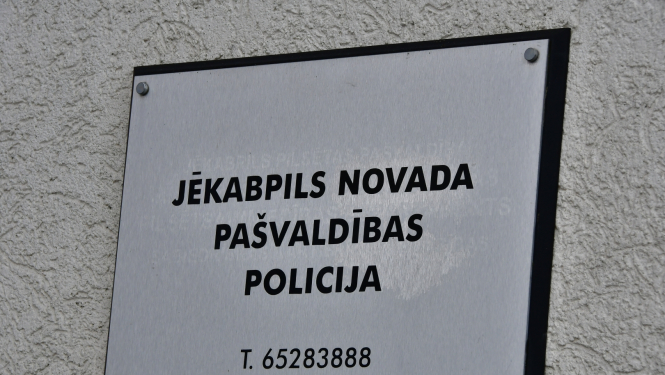 JĒKABPILS NOVADA
PAŠVALDĪBAS
POLICIJA
T. 65283888